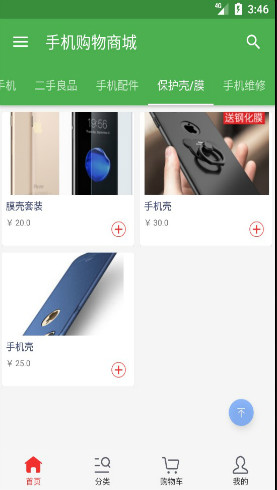 3:46
手机购物商城
手机 二手良品 手机配件 保护壳/膜 手机维修
送钢化膜
膜壳套装
¥ 20.0
手机壳
¥ 30.0
手机壳
¥ 25.0
首页 分类 购物车 我的